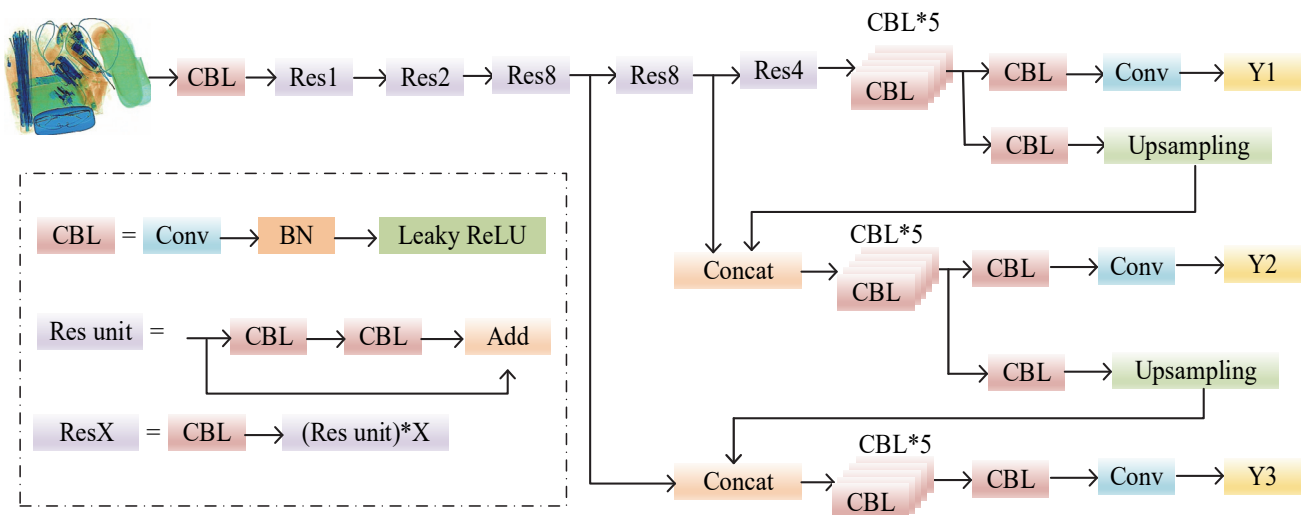 CBL*5
CBL Res1 Res2 Res8 Res8 Res4 CBL CBL Conv Y1
CBL Upsampling
CBL = Conv BN Leaky ReLU
CBL*5
Concat CBL CBL Conv Y2
Res unit = CBL CBL Add
CBL Upsampling
ResX = CBL (Res unit)*X
CBL*5
Concat CBL CBL Conv Y3